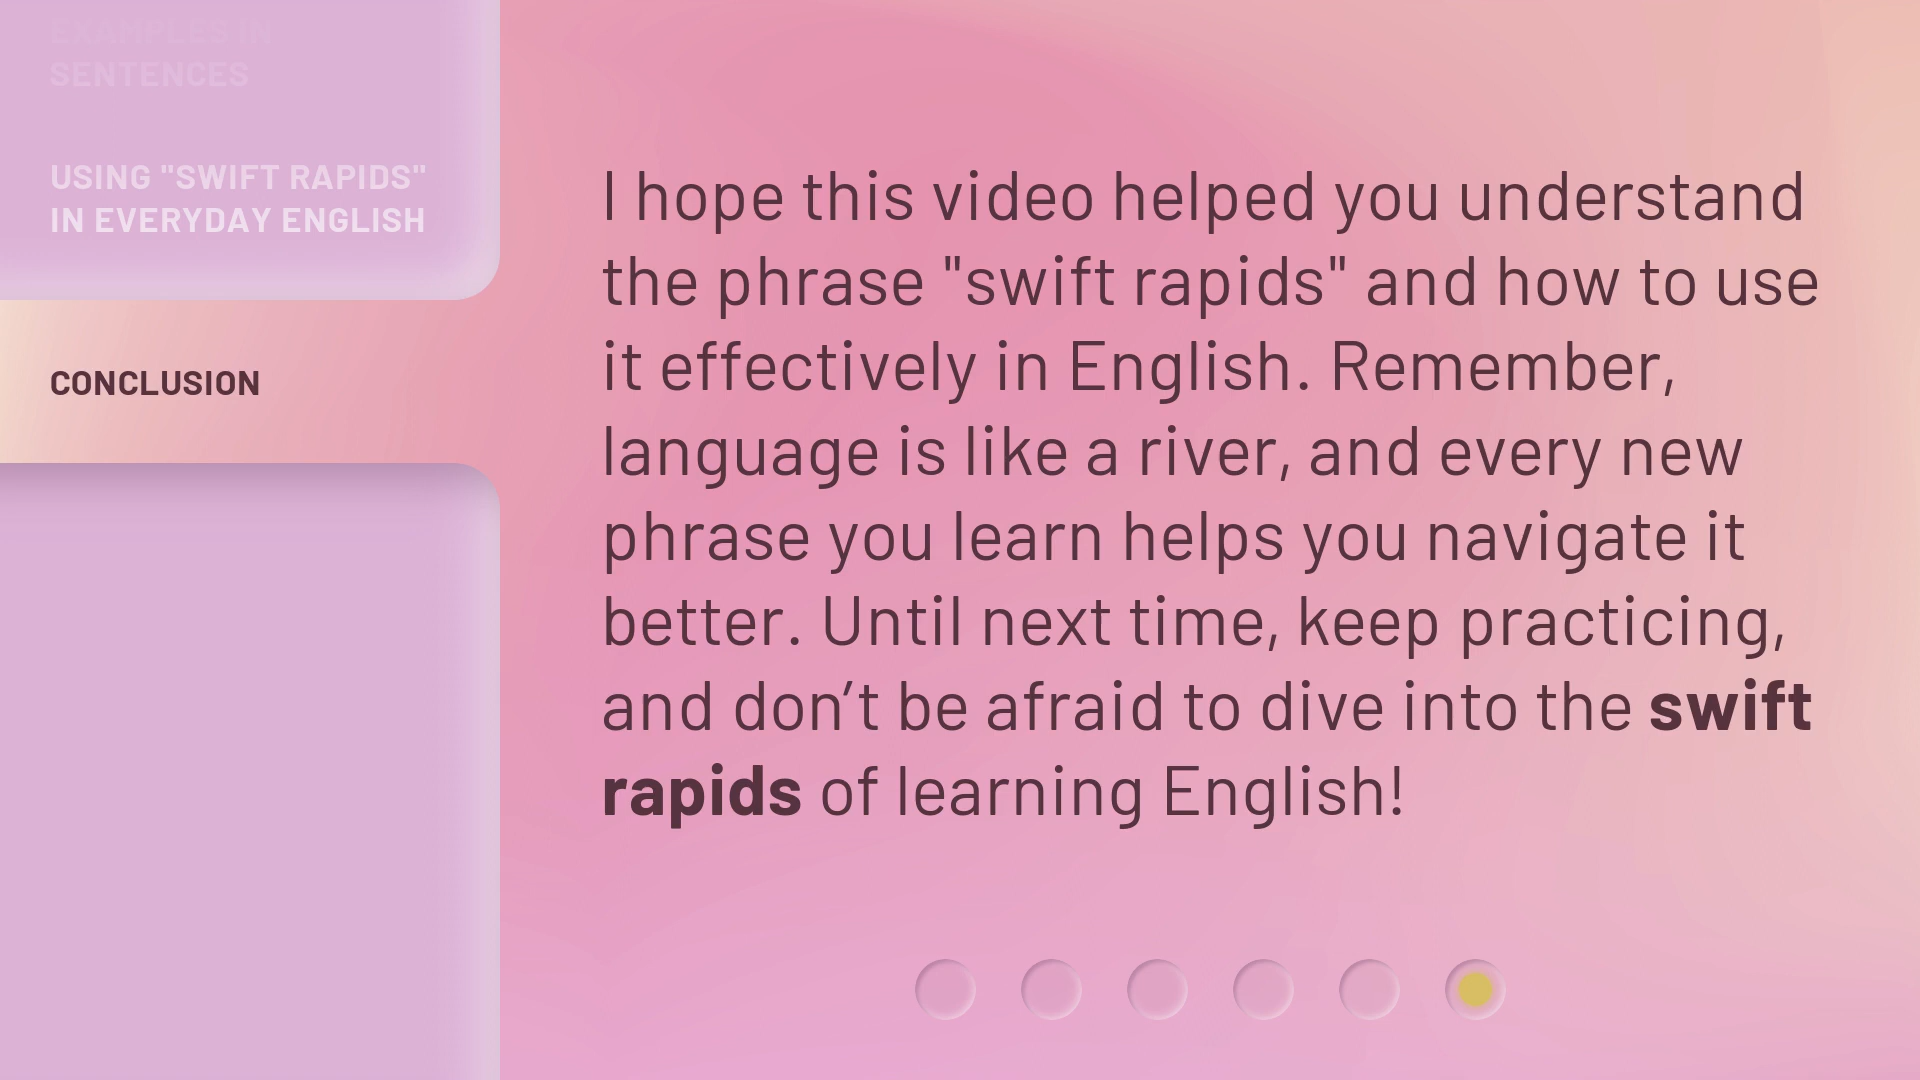 EXAMPLES IN
SENTENCES
USING "SWIFT RAPIDS"
IN EVERYDAY ENGLISH
CONCLUSION
I hope this video helped you understand
the phrase "swift rapids" and how to use
it effectively in English. Remember,
language is like a river, and every new
phrase you learn helps you navigate it
better. Until next time, keep practicing,
and don’t be afraid to dive into the swift
rapids of learning English!